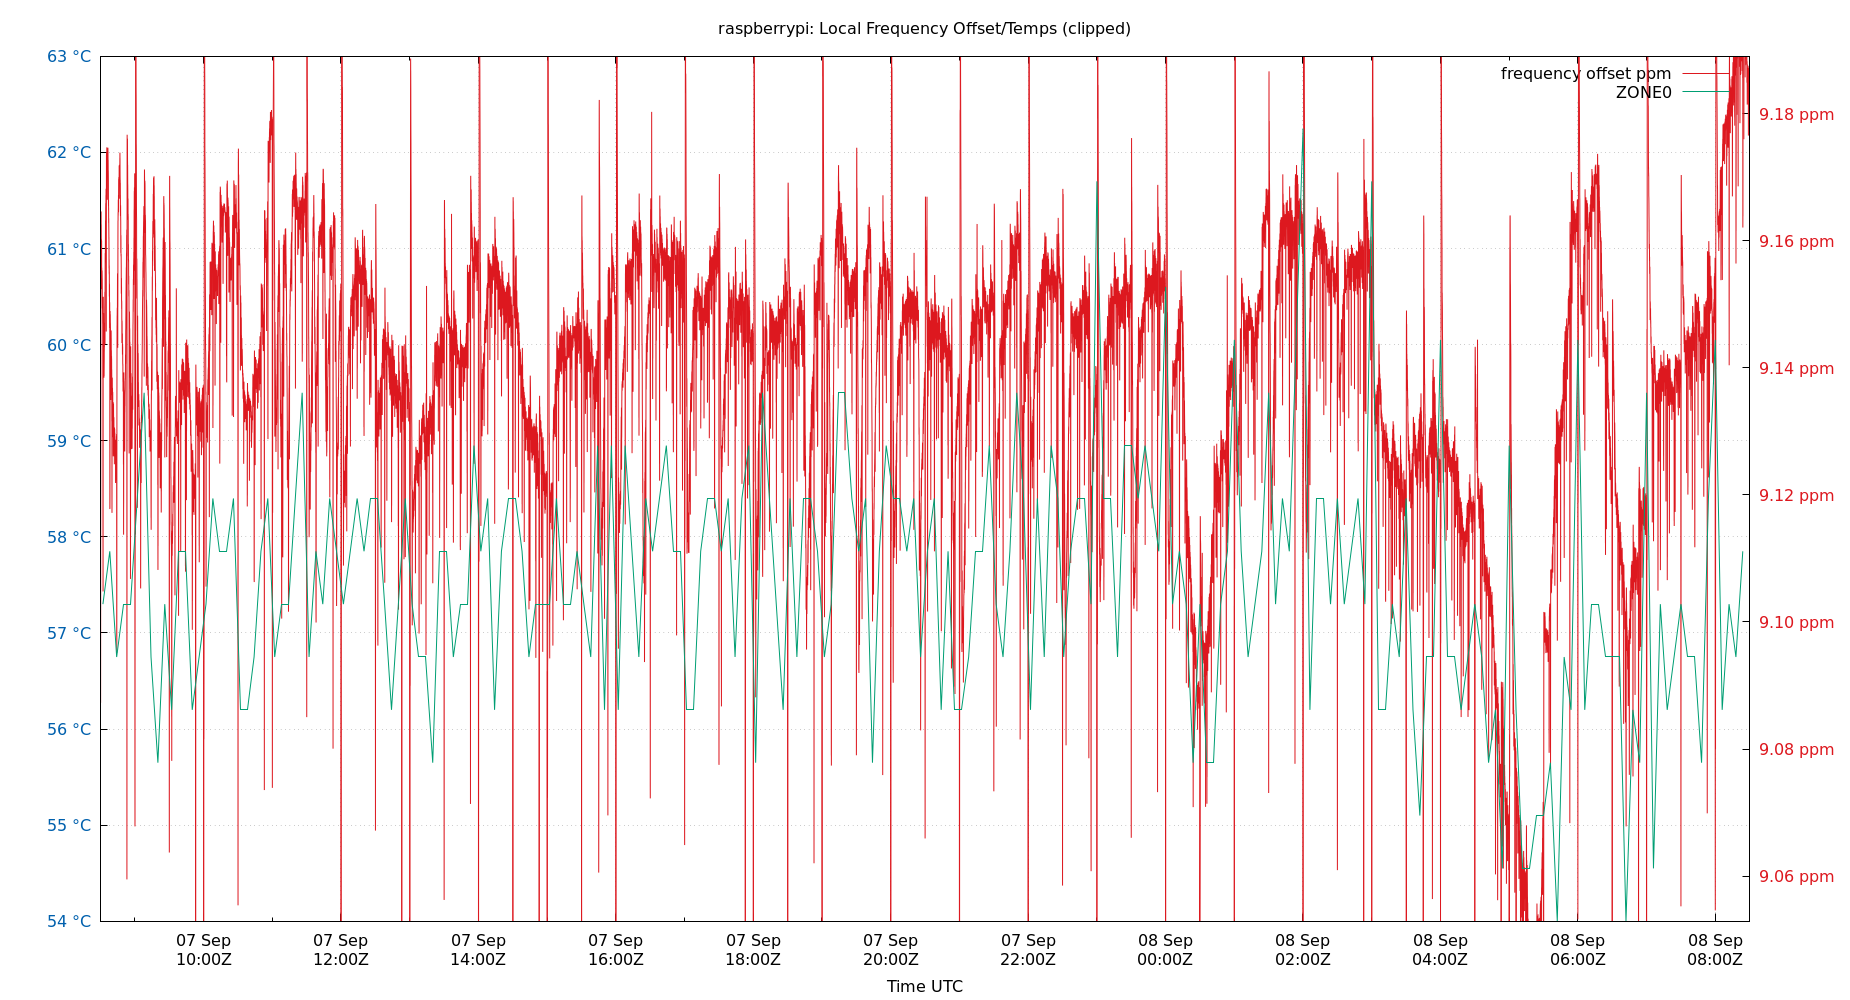 raspberrypi: Local Frequency Offset/Temps (clipped)
63 °C
62 °C
61 °C
60 °C
59 °C
58 °C
57 °C
56 °C
55 °C
54 °C
frequency offset ppm
ZONE0
9.18 ppm
9.16 ppm
9.14 ppm
9.12 ppm
9.10 ppm
9.08 ppm
9.06 ppm
07 Sep 07 Sep 07 Sep 07 Sep 07 Sep 07 Sep 07 Sep 08 Sep 08 Sep 08 Sep 08 Sep 08 Sep
10:00Z 12:00Z 14:00Z 16:00Z 18:00Z 20:00Z 22:00Z 00:00Z 02:00Z 04:00Z 06:00Z 08:00Z
Time UTC